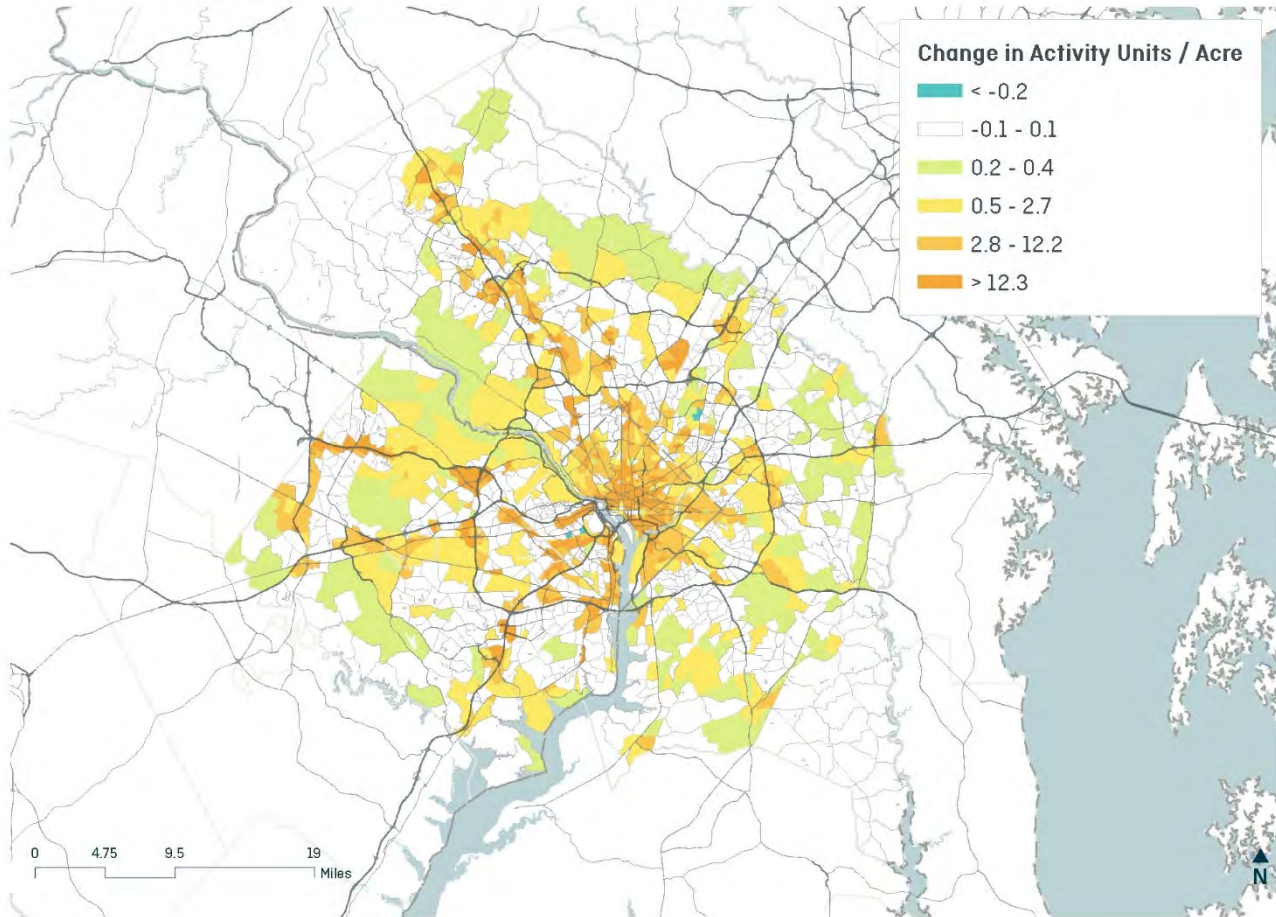 Change in Activity Units / Acre
< -0.2
-0.1 - 0.1
0.2 - 0.4
0.5 - 2.7
2.8 - 12.2
> 12.3
0 4.75 9.5 19
Miles
N